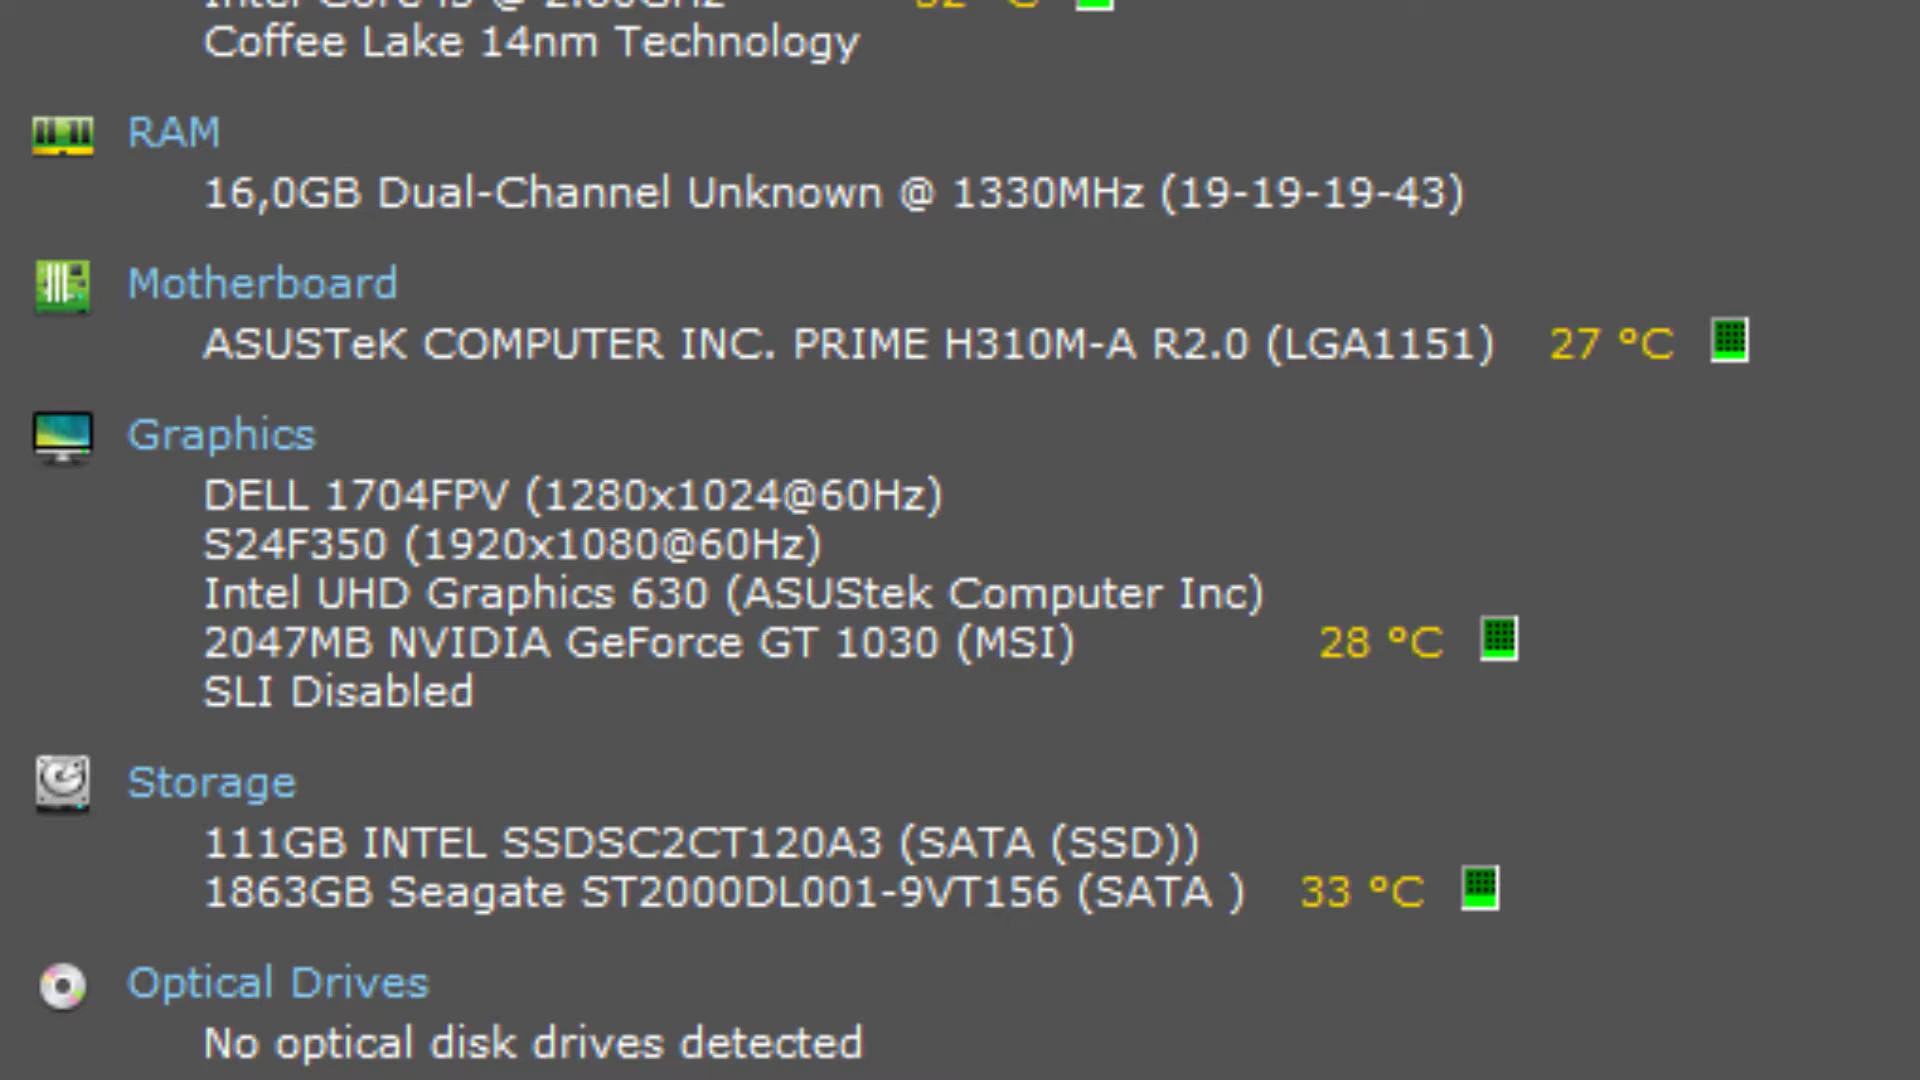 Coffee Lake 14nm Technology
RAM
16,0GB Dual-Channel Unknown @ 1330MHz (19-19-19-43)
Motherboard
ASUSTeK COMPUTER INC. PRIME H310M-A R2.0 (LGA1151) 27 °C
Graphics
DELL 1704FPV (1280x1024@60Hz)
S24F350 (1920x1080@60Hz)
Intel UHD Graphics 630 (ASUStek Computer Inc)
2047MB NVIDIA GeForce GT 1030 (MSI) 28 °C
SLI Disabled
Storage
111GB INTEL SSDSC2CT120A3 (SATA (SSD))
1863GB Seagate ST2000DL001-9VT156 (SATA ) 33 °C
Optical Drives
No optical disk drives detected